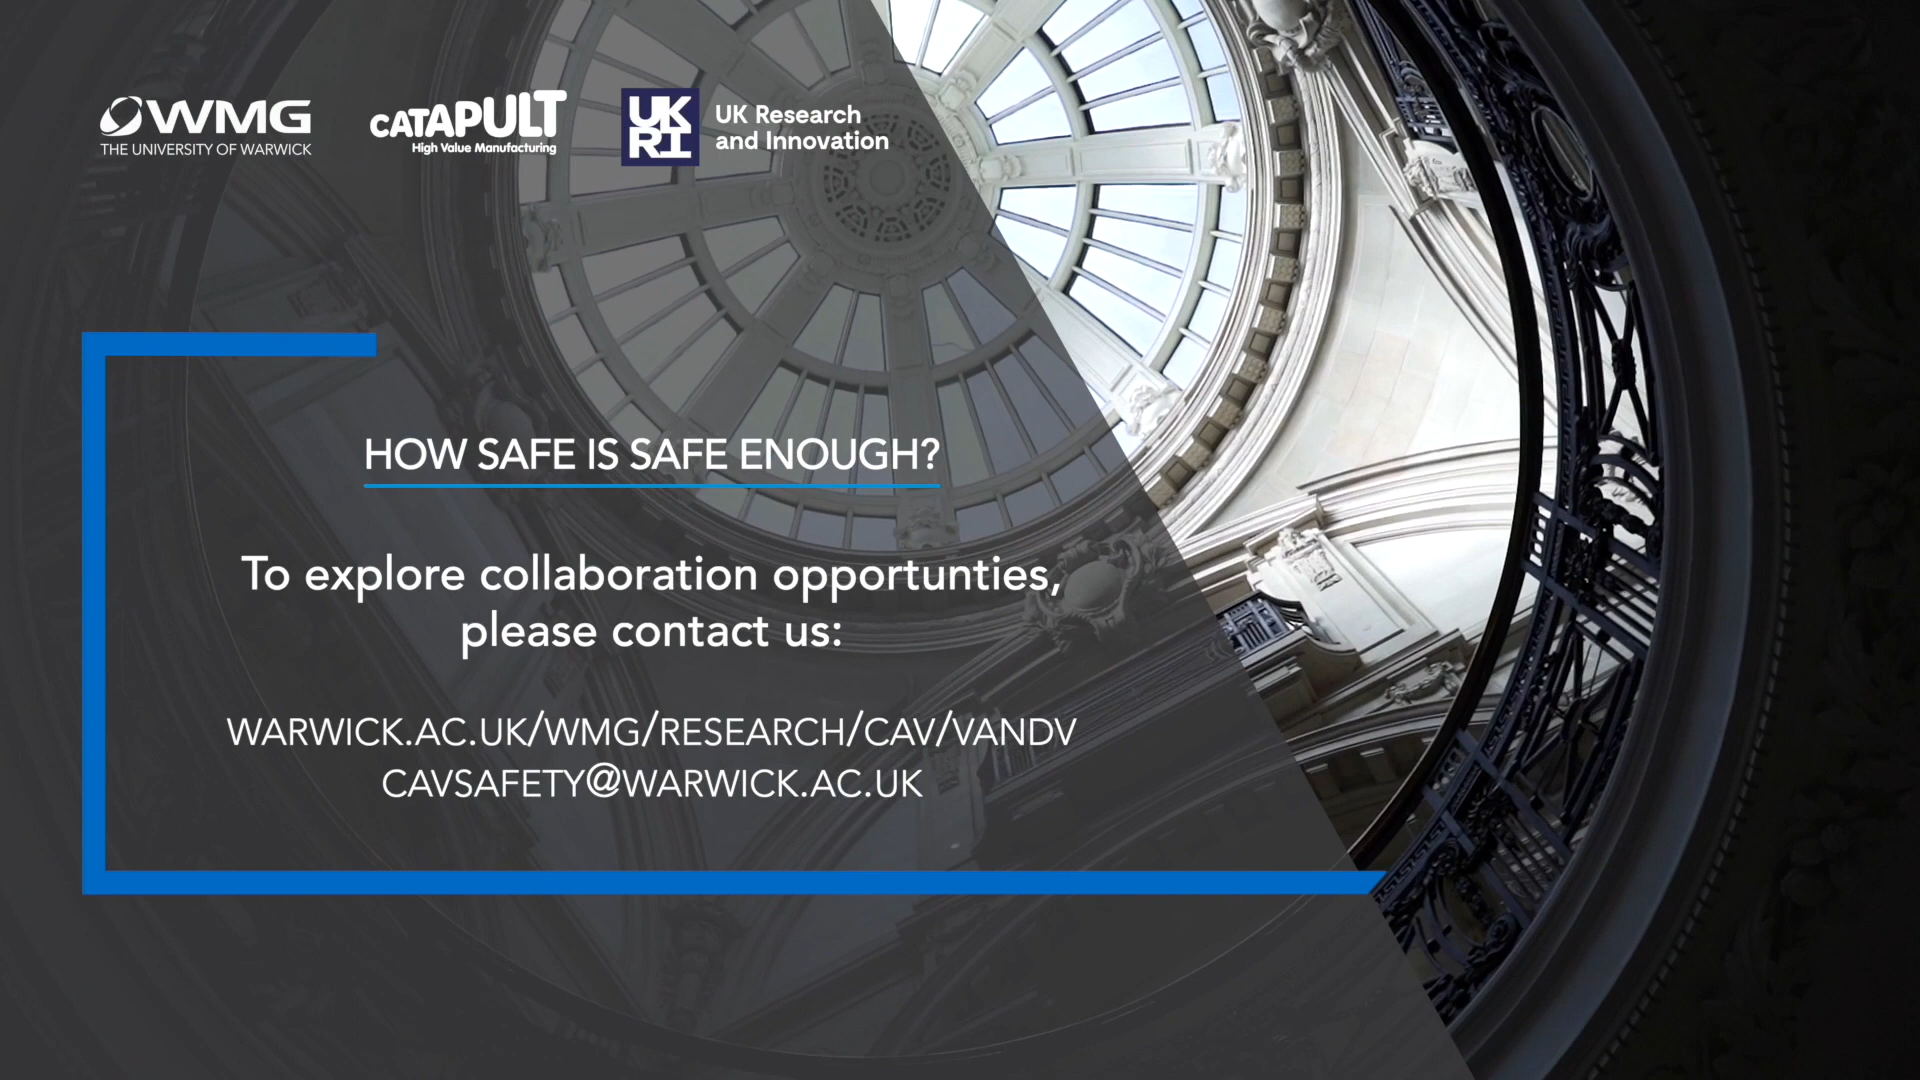 WMG
THE UNIVERSITY OF WARWICK
CATAPULT
High Value Manufacturing
UK
RI
UK Research
and Innovation
HOW SAFE IS SAFE ENOUGH?
To explore collaboration opportunties,
please contact us:
WARWICK.AC.UK/WMG/RESEARCH/CAV/VANDV
CAVSAFETY@WARWICK.AC.UK